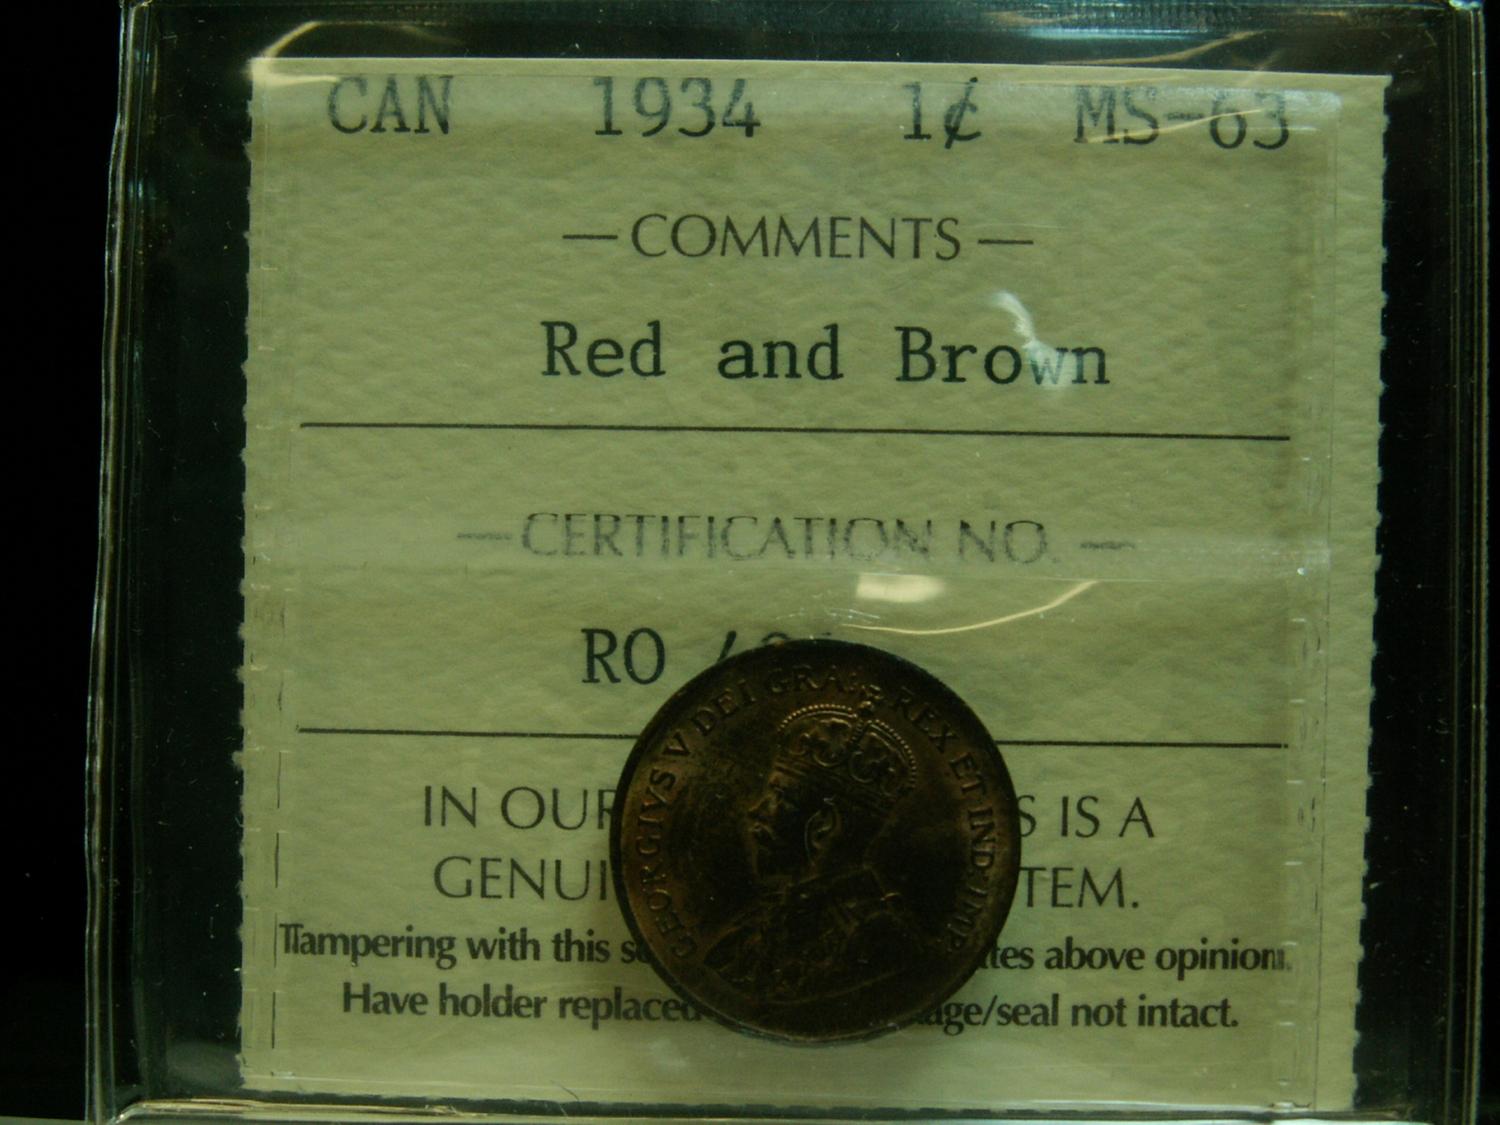 CAN 1934 1¢ MS-63
— COMMENTS —
Red and Brown
— CERTIFICATION NO. —
RO
IN OUR S IS A
GENUI TEM.
Tampering with this s tes above opinion.
Have holder replaced age/seal not intact.
GEORGIVS V DEI GRA: REX ET IND: IMP: